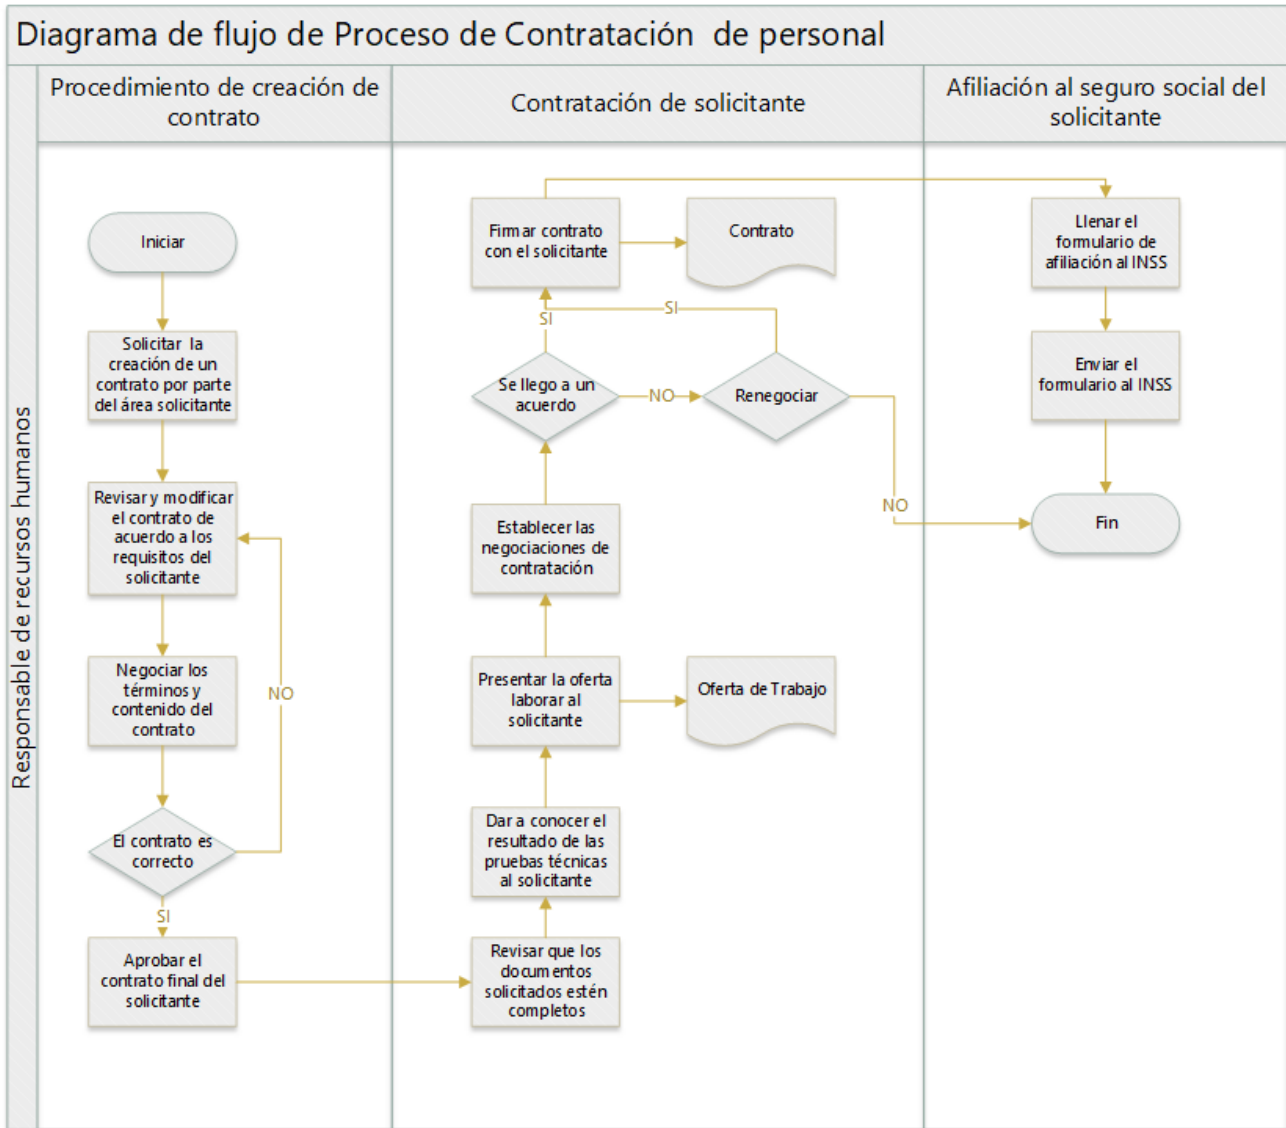 Diagrama de flujo de Proceso de Contratación de personal
Responsable de recursos humanos
Procedimiento de creación de
contrato
Contratación de solicitante
Afiliación al seguro social del
solicitante
Iniciar
Solicitar la
creación de un
contrato por parte
del área solicitante
Revisar y modificar
el contrato de
acuerdo a los
requisitos del
solicitante
Negociar los
términos y
contenido del
contrato
NO
El contrato es
correcto
SI
Aprobar el
contrato final del
solicitante
Firmar contrato
con el solicitante
Contrato
SI
SI
Se llego a un
acuerdo
NO
Renegociar
NO
Establecer las
negociaciones de
contratación
Presentar la oferta
laborar al
solicitante
Oferta de Trabajo
Dar a conocer el
resultado de las
pruebas técnicas
al solicitante
Revisar que los
documentos
solicitados estén
completos
Llenar el
formulario de
afiliación al INSS
Enviar el
formulario al INSS
Fin